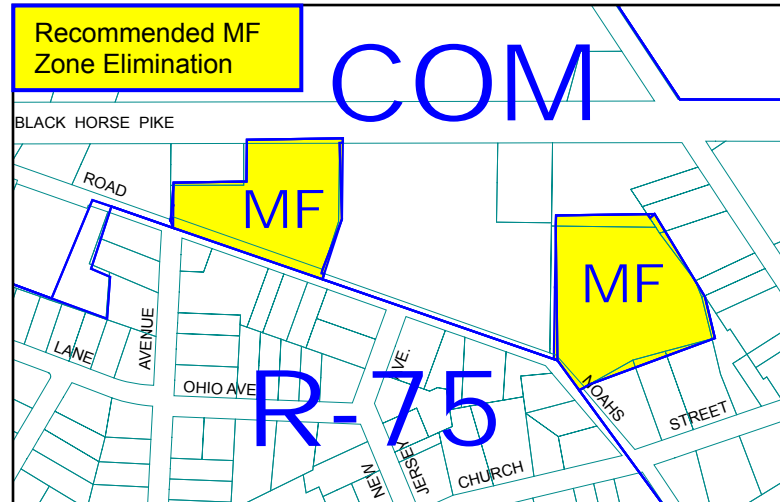 Recommended MF
Zone Elimination
COM
BLACK HORSE PIKE
ROAD
MF
MF
AVENUE
LANE
OHIO AVE
AVE.
R-75
NOAHS
STREET
NEW
JERSEY
CHURCH